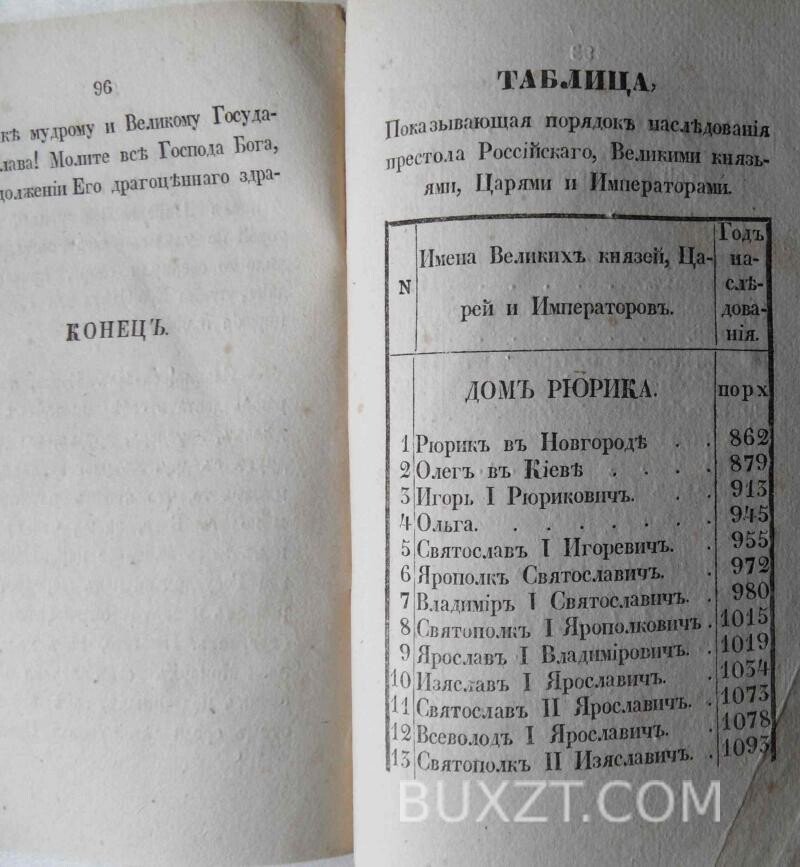 96
кѣ мудрому и Великому Госуда-
лава! Молите всѣ Господа Бога,
долженіи Его драгоцѣннаго здра-
КОНЕЦЪ.
ТАБЛИЦА,
Показывающая порядокъ наслѣдованія
престола Россійскаго, Великими князь-
ями, Царями и Императорами.
N
Имена Великихъ князей, Ца-
рей и Императоровъ.
Годъ
на-
слѣ-
дова-
нія.
ДОМЪ РЮРИКА. порх
1 Рюрикъ въ Новгородѣ . . 862
2 Олегъ въ Кіевѣ . . . . 879
3 Игорь I Рюриковичъ. . . 913
4 Ольга. . . . . . . 945
5 Святославъ I Игоревичъ. . 955
6 Ярополкъ Святославичъ. . 972
7 Владиміръ I Святославичъ. . 980
8 Святополкъ I Ярополковичъ . 1015
9 Ярославъ I Владиміровичъ. . 1019
10 Изяславъ I Ярославичъ. . 1054
11 Святославъ II Ярославичъ. . 1073
12 Всеволодъ I Ярославичъ. . 1078
13 Святополкъ II Изяславичъ. . 1093
BUXZT.COM